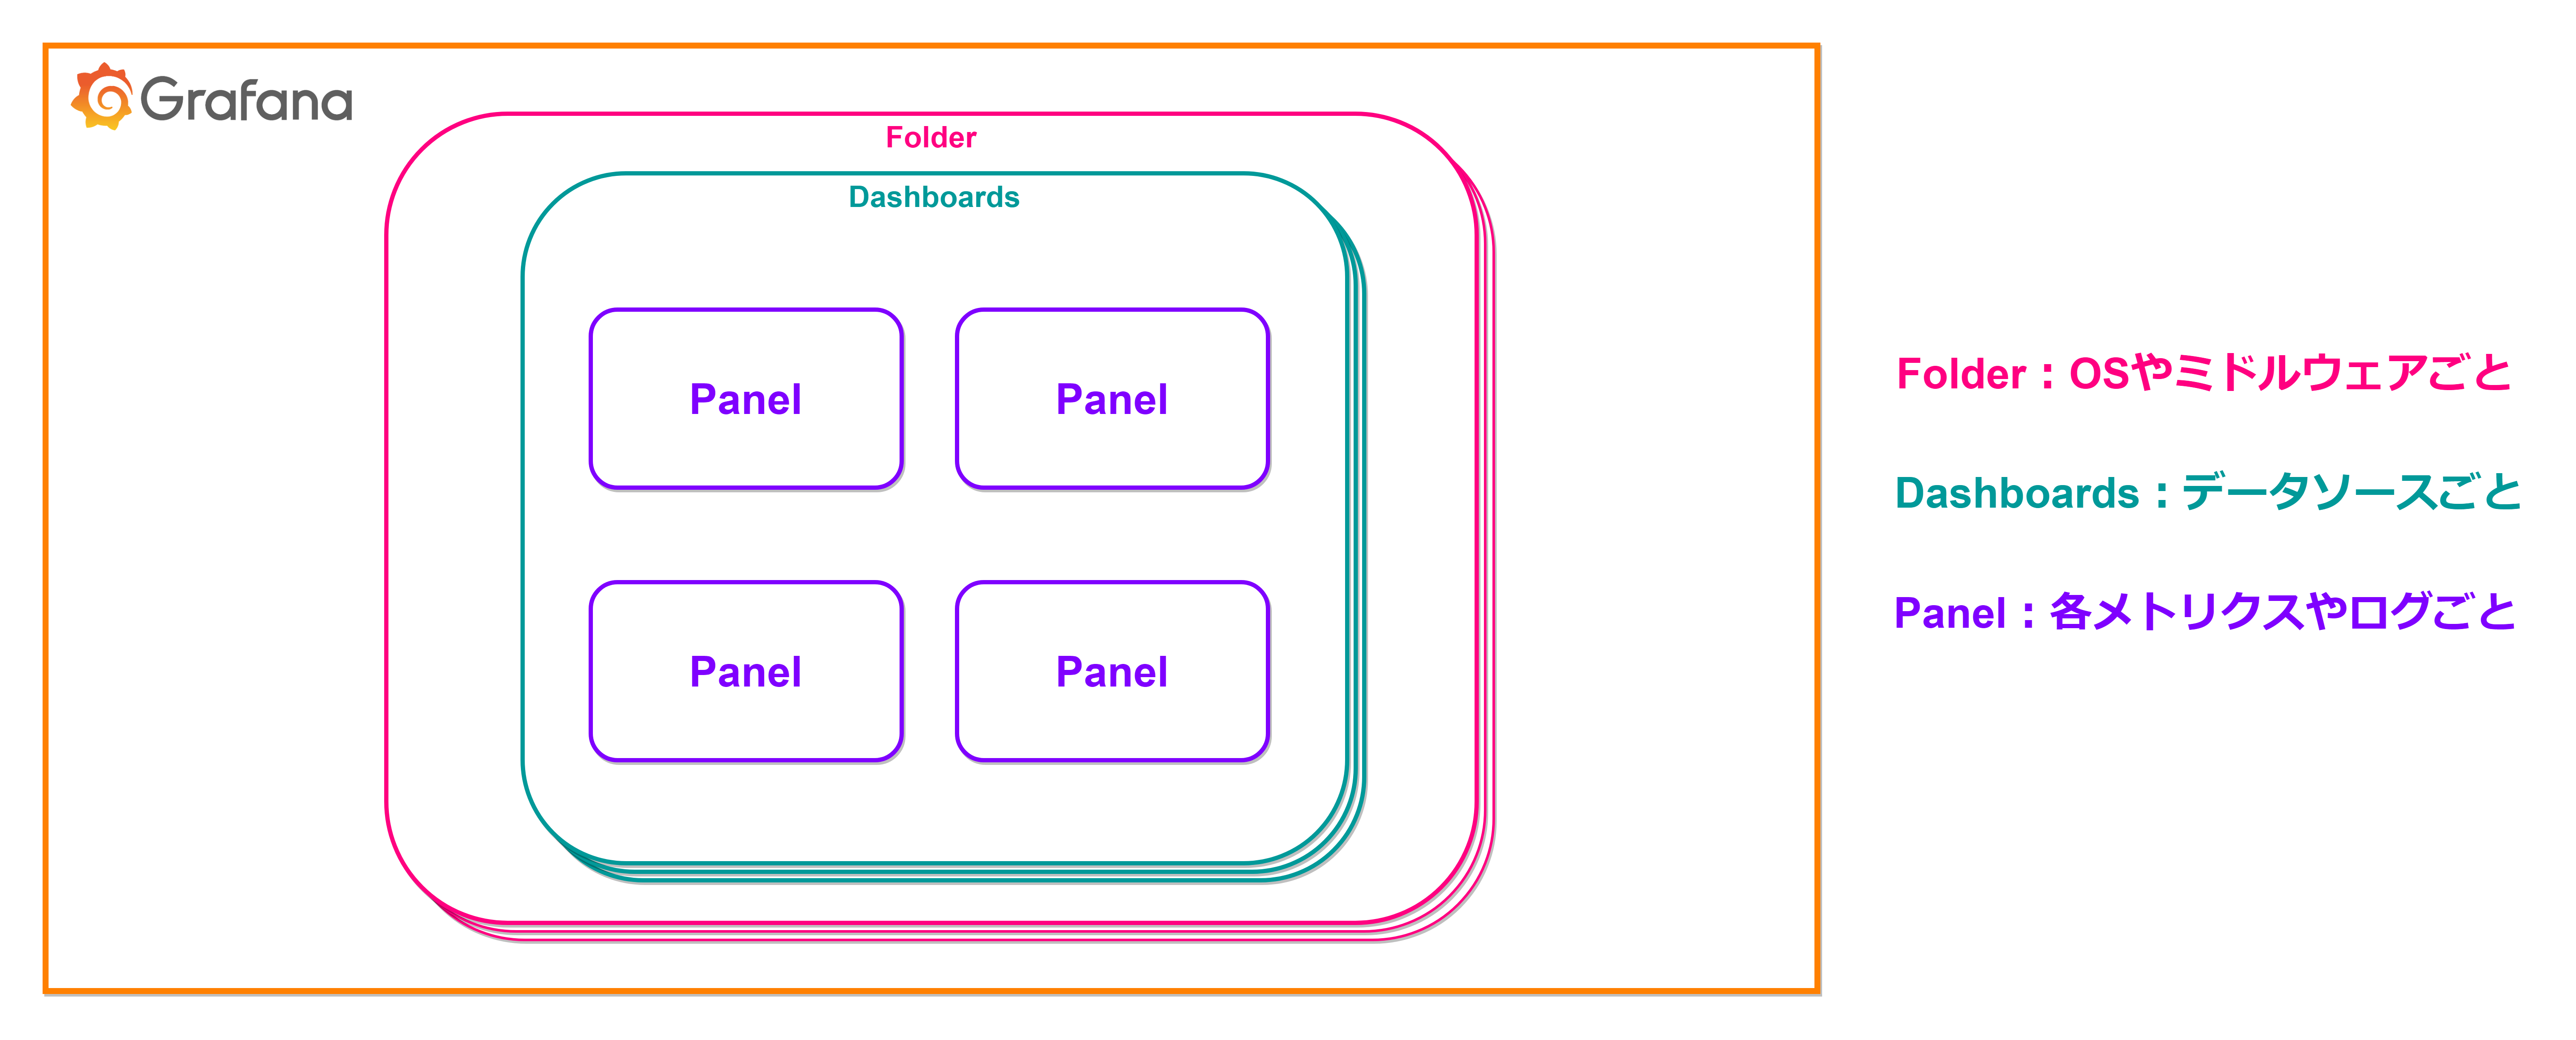 Grafana
Folder
Dashboards
Panel
Panel
Panel
Panel
Folder：OSやミドルウェアごと
Dashboards：データソースごと
Panel：各メトリクスやログごと